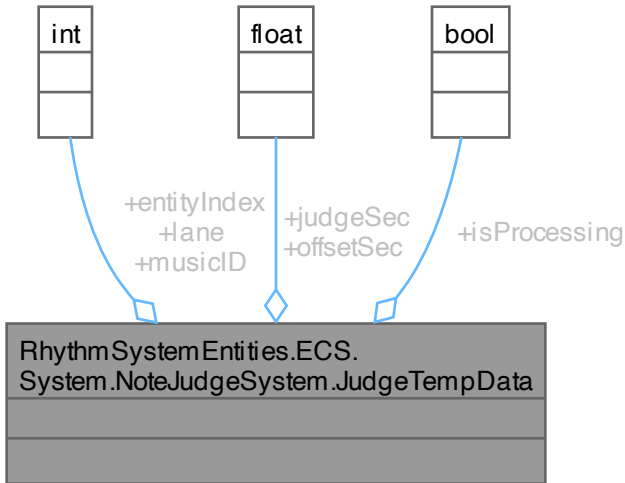 int
float
bool
+entityIndex
+lane
+musicID
+judgeSec
+offsetSec
+isProcessing
RhythmSystemEntities.ECS.
System.NoteJudgeSystem.JudgeTempData